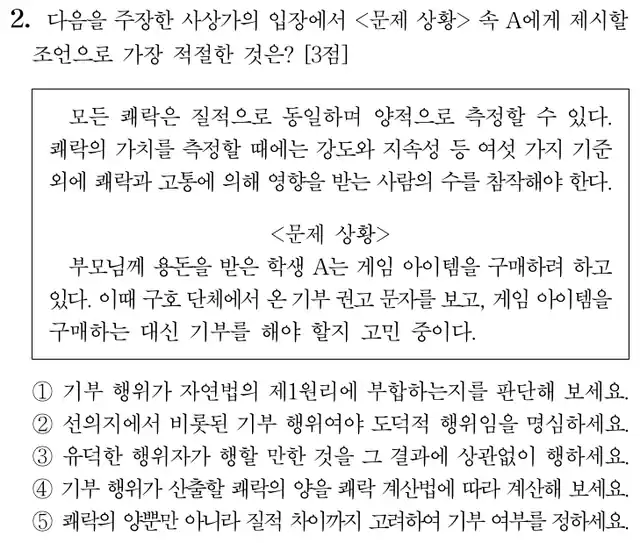 2. 다음을 주장한 사상가의 입장에서 <문제 상황> 속 A에게 제시할
조언으로 가장 적절한 것은? [3점]
모든 쾌락은 질적으로 동일하며 양적으로 측정할 수 있다.
쾌락의 가치를 측정할 때에는 강도와 지속성 등 여섯 가지 기준
외에 쾌락과 고통에 의해 영향을 받는 사람의 수를 참작해야 한다.
<문제 상황>
부모님께 용돈을 받은 학생 A는 게임 아이템을 구매하려 하고
있다. 이때 구호 단체에서 온 기부 권고 문자를 보고, 게임 아이템을
구매하는 대신 기부를 해야 할지 고민 중이다.
① 기부 행위가 자연법의 제1원리에 부합하는지를 판단해 보세요.
② 선의지에서 비롯된 기부 행위여야 도덕적 행위임을 명심하세요.
③ 유덕한 행위자가 행할 만한 것을 그 결과에 상관없이 행하세요.
④ 기부 행위가 산출할 쾌락의 양을 쾌락 계산법에 따라 계산해 보세요.
⑤ 쾌락의 양뿐만 아니라 질적 차이까지 고려하여 기부 여부를 정하세요.